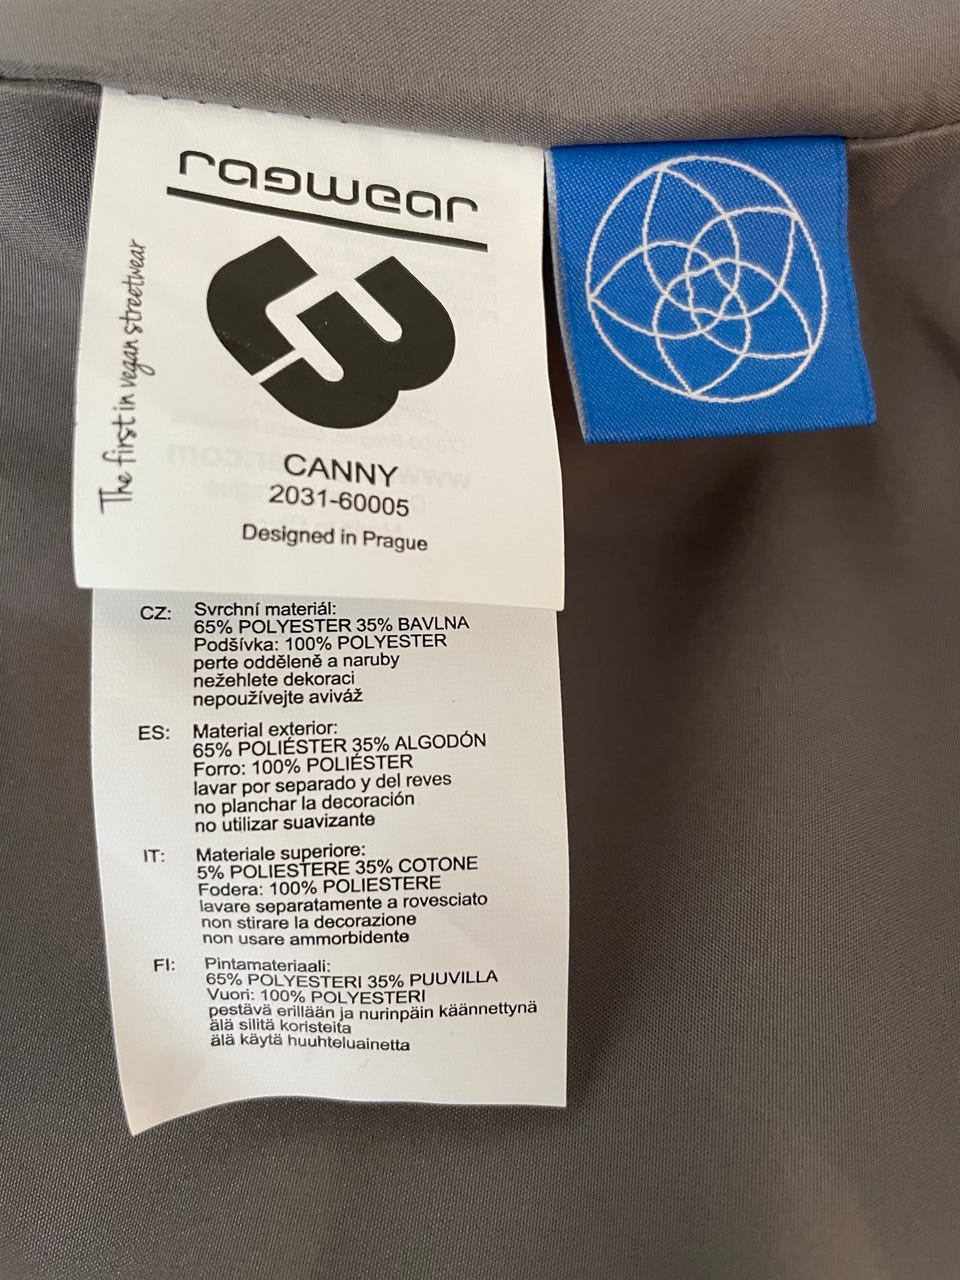 ragwear
The first in vegan streetwear
CANNY
2031-60005
Designed in Prague
CZ: Svrchní materiál:
65% POLYESTER 35% BAVLNA
Podšívka: 100% POLYESTER
perte odděleně a naruby
nežehlete dekoraci
nepoužívejte aviváž
ES: Material exterior:
65% POLIÉSTER 35% ALGODÓN
Forro: 100% POLIÉSTER
lavar por separado y del reves
no planchar la decoración
no utilizar suavizante
IT: Materiale superiore:
5% POLIESTERE 35% COTONE
Fodera: 100% POLIESTERE
lavare separatamente a rovesciato
non stirare la decorazione
non usare ammorbidente
FI: Pintamateriaali:
65% POLYESTERI 35% PUUVILLA
Vuori: 100% POLYESTERI
pestävä erillään ja nurinpäin käännettynä
älä silitä koristeita
älä käytä huuhteluainetta